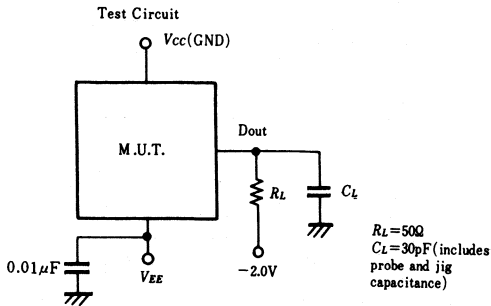 Test Circuit
Vcc(GND)
M.U.T.
Dout
RL
CL
0.01μF
VEE
−2.0V
RL=50Ω
CL=30pF(includes
probe and jig
capacitance)